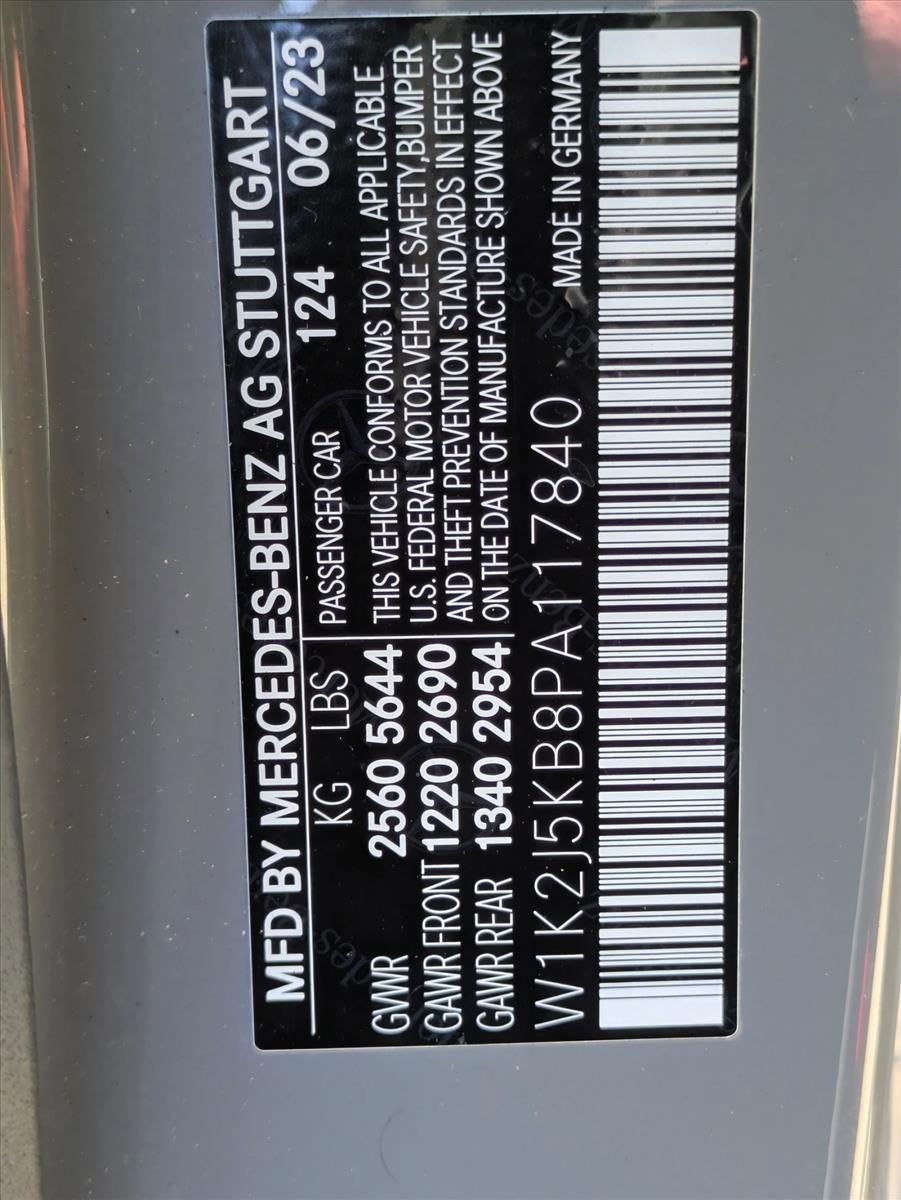 MFD BY MERCEDES-BENZ AG STUTTGART
124 06/23
KG LBS PASSENGER CAR
GVWR 2560 5644 THIS VEHICLE CONFORMS TO ALL APPLICABLE
GAWR FRONT 1220 2690 U.S. FEDERAL MOTOR VEHICLE SAFETY,BUMPER
AND THEFT PREVENTION STANDARDS IN EFFECT
GAWR REAR 1340 2954 ON THE DATE OF MANUFACTURE SHOWN ABOVE
W1K2J5KB8PA117840 MADE IN GERMANY